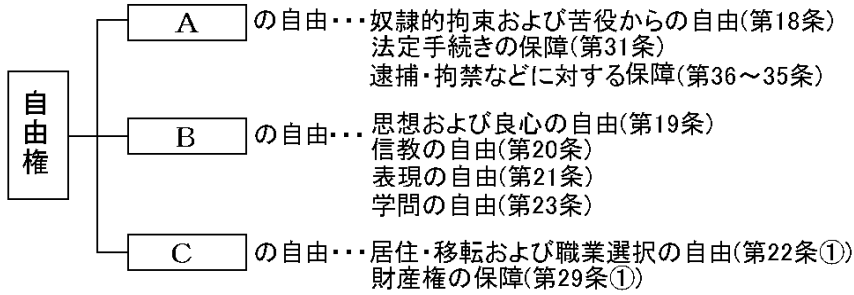 A の自由・・・奴隷的拘束および苦役からの自由(第18条)
法定手続きの保障(第31条)
逮捕・拘禁などに対する保障(第36〜35条)
自由権
B の自由・・・思想および良心の自由(第19条)
信教の自由(第20条)
表現の自由(第21条)
学問の自由(第23条)
C の自由・・・居住・移転および職業選択の自由(第22条①)
財産権の保障(第29条①)